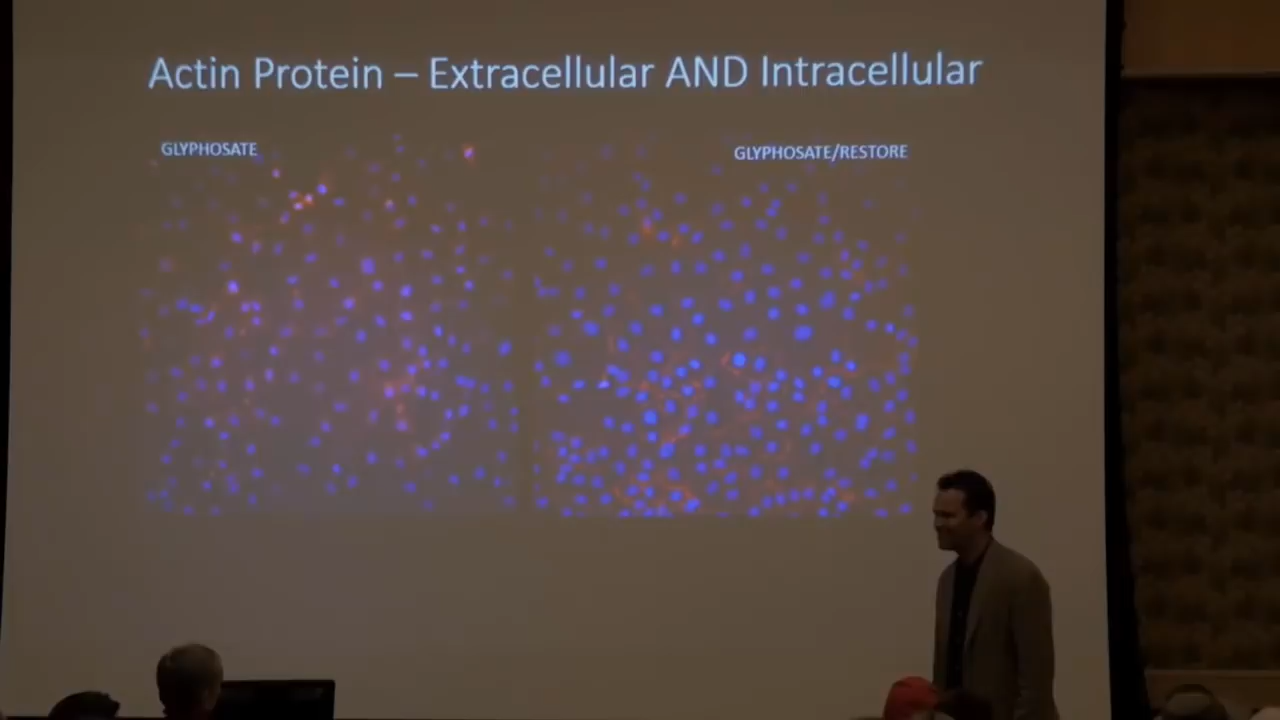 Actin Protein – Extracellular AND Intracellular
GLYPHOSATE
GLYPHOSATE/RESTORE